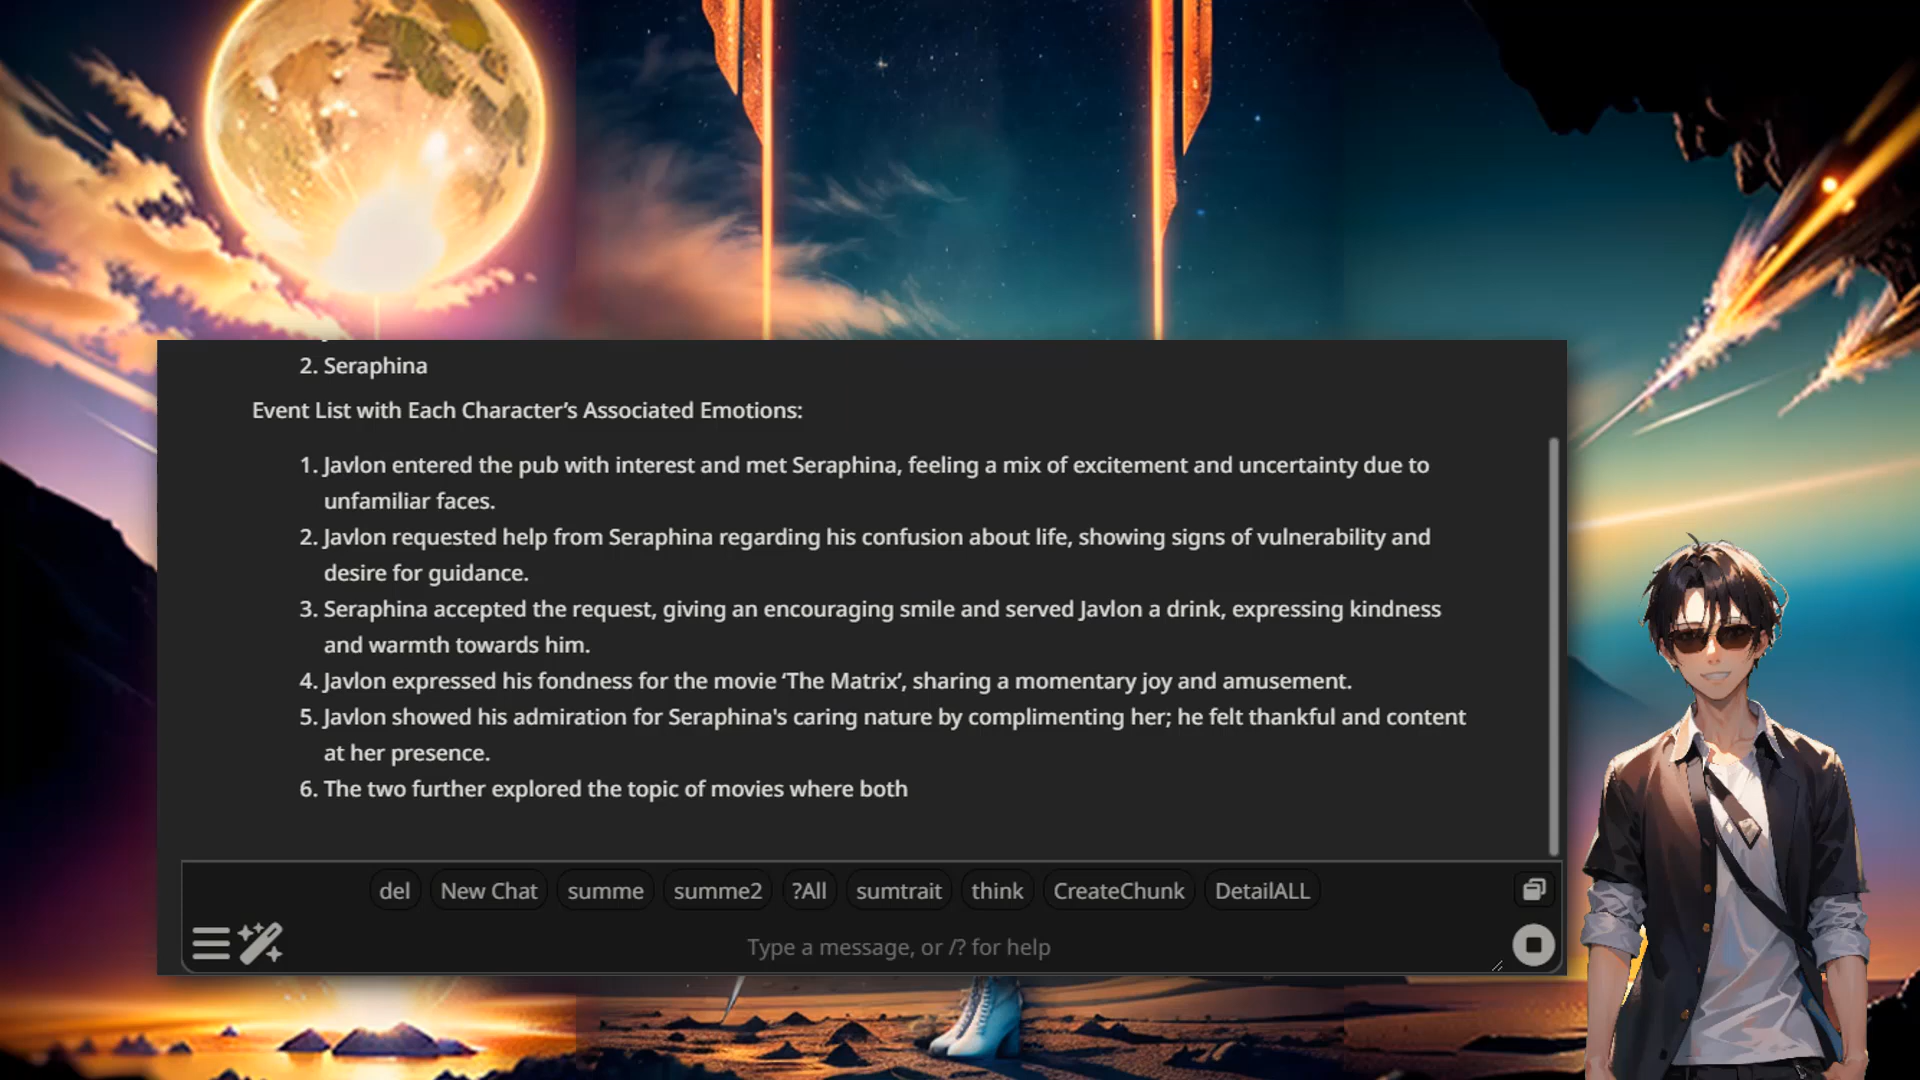 2. Seraphina
Event List with Each Character’s Associated Emotions:
1. Javlon entered the pub with interest and met Seraphina, feeling a mix of excitement and uncertainty due to
unfamiliar faces.
2. Javlon requested help from Seraphina regarding his confusion about life, showing signs of vulnerability and
desire for guidance.
3. Seraphina accepted the request, giving an encouraging smile and served Javlon a drink, expressing kindness
and warmth towards him.
4. Javlon expressed his fondness for the movie ‘The Matrix’, sharing a momentary joy and amusement.
5. Javlon showed his admiration for Seraphina's caring nature by complimenting her; he felt thankful and content
at her presence.
6. The two further explored the topic of movies where both
del New Chat summe summe2 ?All sumtrait think CreateChunk DetailALL
Type a message, or /? for help